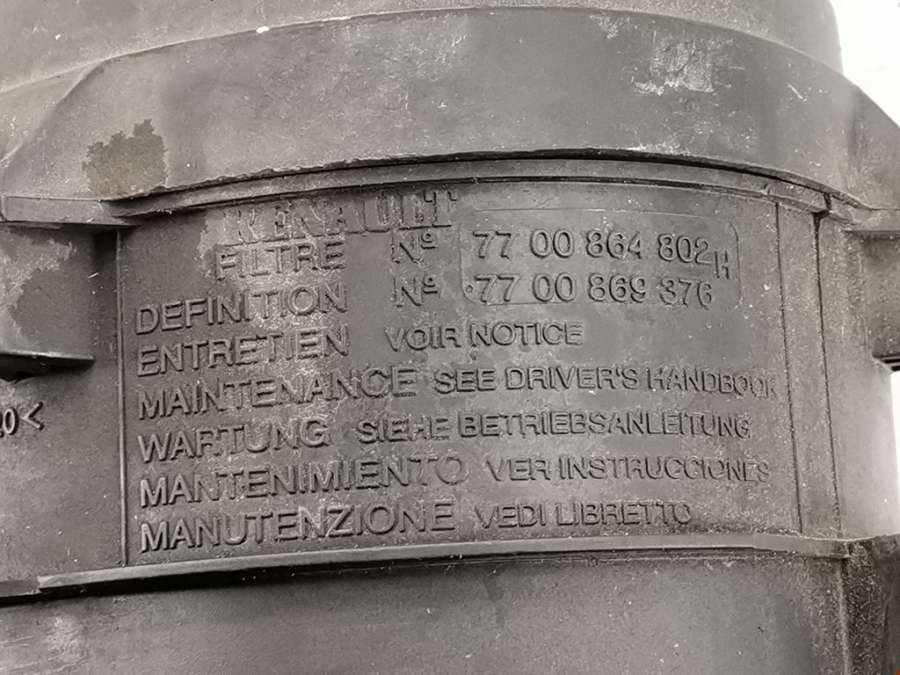 RENAULT
FILTRE Nº 77 00 864 802 H
DEFINITION Nº 77 00 869 376
ENTRETIEN VOIR NOTICE
MAINTENANCE SEE DRIVER'S HANDBOOK
WARTUNG SIEHE BETRIEBSANLEITUNG
MANTENIMIENTO VER INSTRUCCIONES
MANUTENZIONE VEDI LIBRETTO